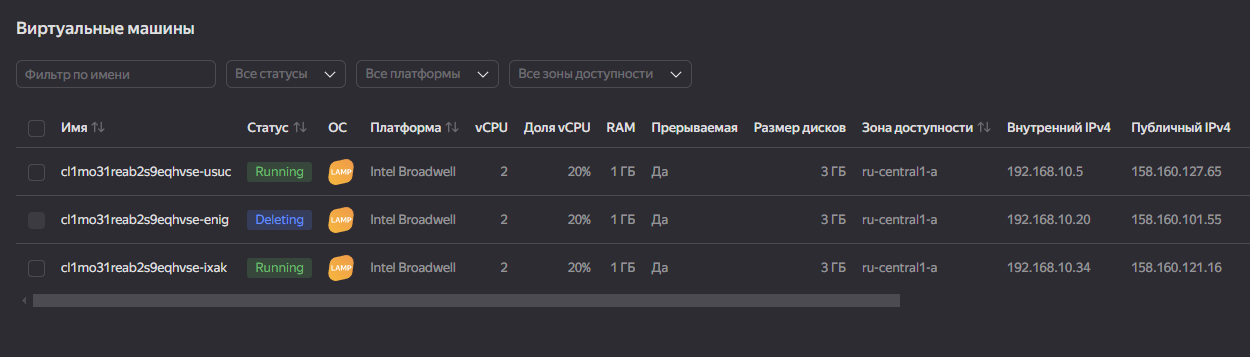 Виртуальные машины
Фильтр по имени Все статусы Все платформы Все зоны доступности
Имя Статус ОС Платформа vCPU Доля vCPU RAM Прерываемая Размер дисков Зона доступности Внутренний IPv4 Публичный IPv4
cl1mo31reab2s9eqhvse-usuc Running LAMP Intel Broadwell 2 20% 1 ГБ Да 3 ГБ ru-central1-a 192.168.10.5 158.160.127.65
cl1mo31reab2s9eqhvse-enig Deleting LAMP Intel Broadwell 2 20% 1 ГБ Да 3 ГБ ru-central1-a 192.168.10.20 158.160.101.55
cl1mo31reab2s9eqhvse-ixak Running LAMP Intel Broadwell 2 20% 1 ГБ Да 3 ГБ ru-central1-a 192.168.10.34 158.160.121.16